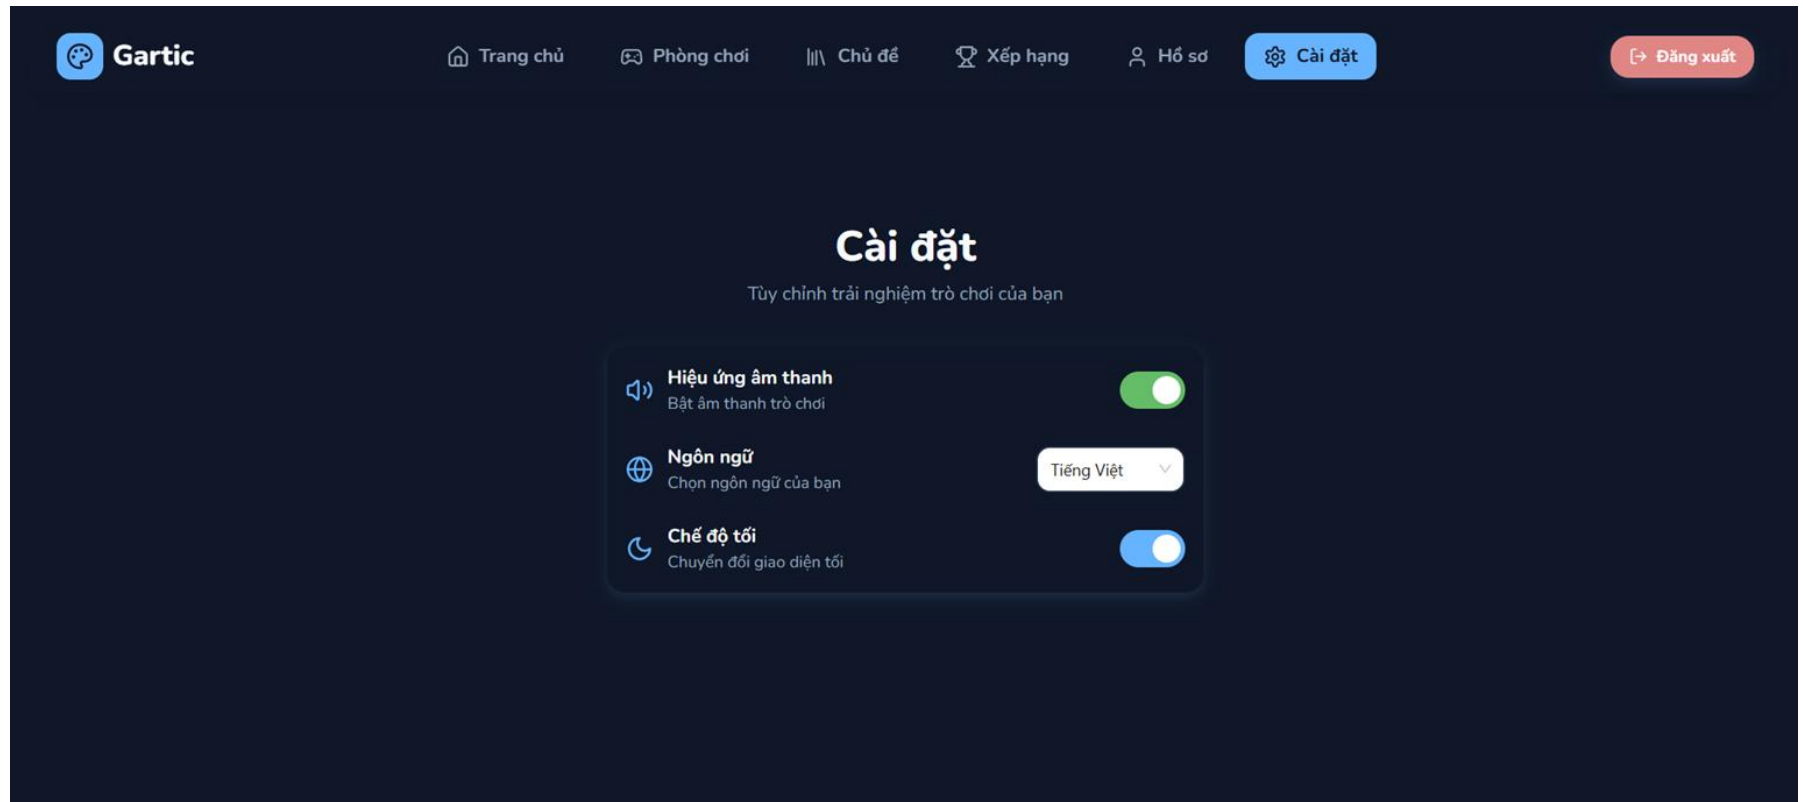 Gartic
Trang chủ
Phòng chơi
Chủ đề
Xếp hạng
Hồ sơ
Cài đặt
Đăng xuất
Cài đặt
Tùy chỉnh trải nghiệm trò chơi của bạn
Hiệu ứng âm thanh
Bật âm thanh trò chơi
Ngôn ngữ
Chọn ngôn ngữ của bạn
Tiếng Việt
Chế độ tối
Chuyển đổi giao diện tối